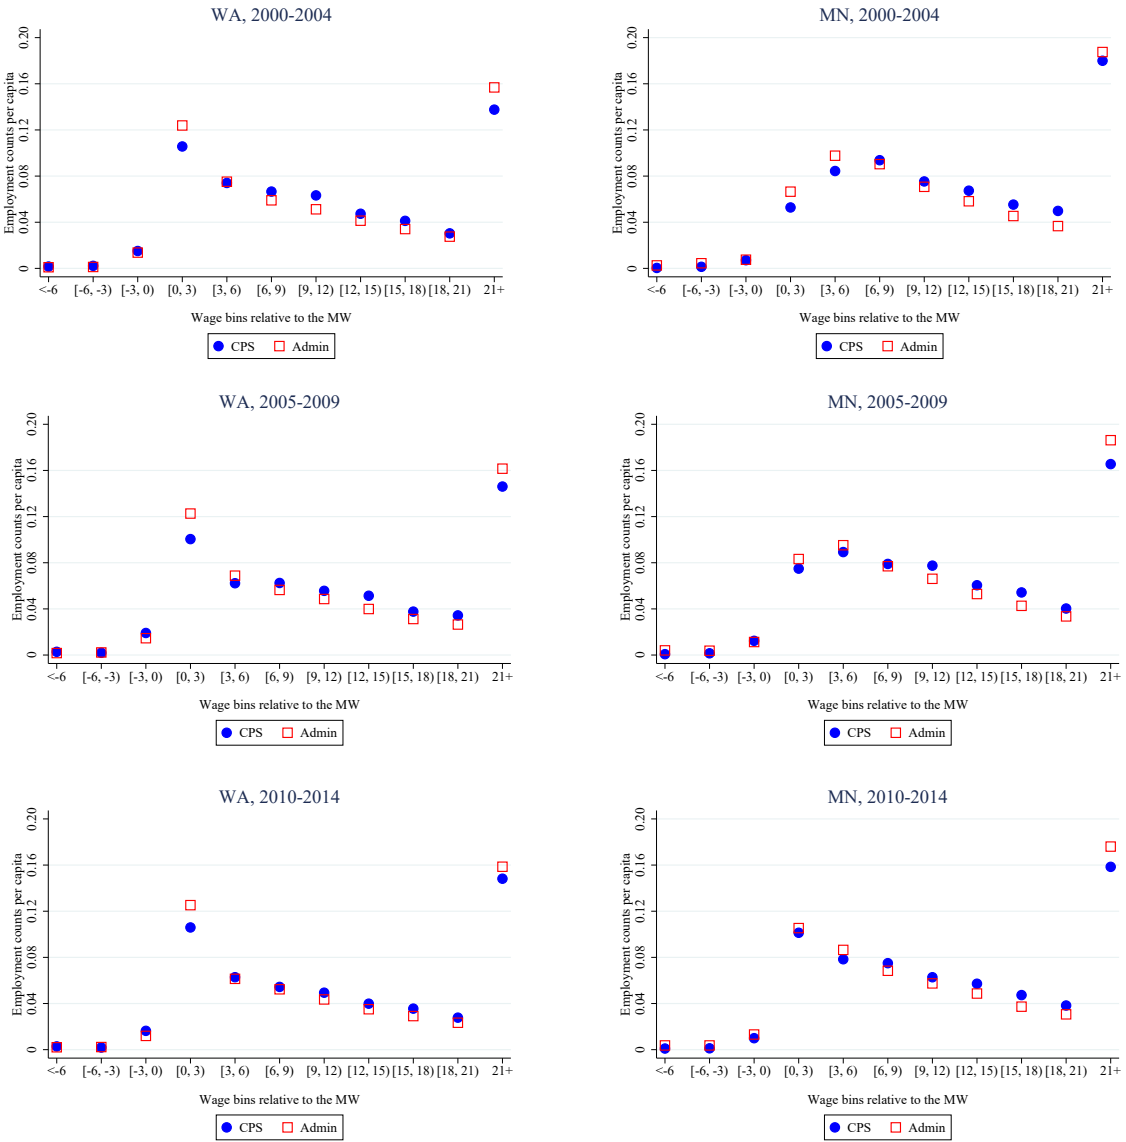 WA, 2000-2004
Employment counts per capita
0.20
0.16
0.12
0.08
0.04
0
<-6 [-6, -3) [-3, 0) [0, 3) [3, 6) [6, 9) [9, 12) [12, 15) [15, 18) [18, 21) 21+
Wage bins relative to the MW
CPS Admin
MN, 2000-2004
Employment counts per capita
0.20
0.16
0.12
0.08
0.04
0
<-6 [-6, -3) [-3, 0) [0, 3) [3, 6) [6, 9) [9, 12) [12, 15) [15, 18) [18, 21) 21+
Wage bins relative to the MW
CPS Admin
WA, 2005-2009
Employment counts per capita
0.20
0.16
0.12
0.08
0.04
0
<-6 [-6, -3) [-3, 0) [0, 3) [3, 6) [6, 9) [9, 12) [12, 15) [15, 18) [18, 21) 21+
Wage bins relative to the MW
CPS Admin
MN, 2005-2009
Employment counts per capita
0.20
0.16
0.12
0.08
0.04
0
<-6 [-6, -3) [-3, 0) [0, 3) [3, 6) [6, 9) [9, 12) [12, 15) [15, 18) [18, 21) 21+
Wage bins relative to the MW
CPS Admin
WA, 2010-2014
Employment counts per capita
0.20
0.16
0.12
0.08
0.04
0
<-6 [-6, -3) [-3, 0) [0, 3) [3, 6) [6, 9) [9, 12) [12, 15) [15, 18) [18, 21) 21+
Wage bins relative to the MW
CPS Admin
MN, 2010-2014
Employment counts per capita
0.20
0.16
0.12
0.08
0.04
0
<-6 [-6, -3) [-3, 0) [0, 3) [3, 6) [6, 9) [9, 12) [12, 15) [15, 18) [18, 21) 21+
Wage bins relative to the MW
CPS Admin